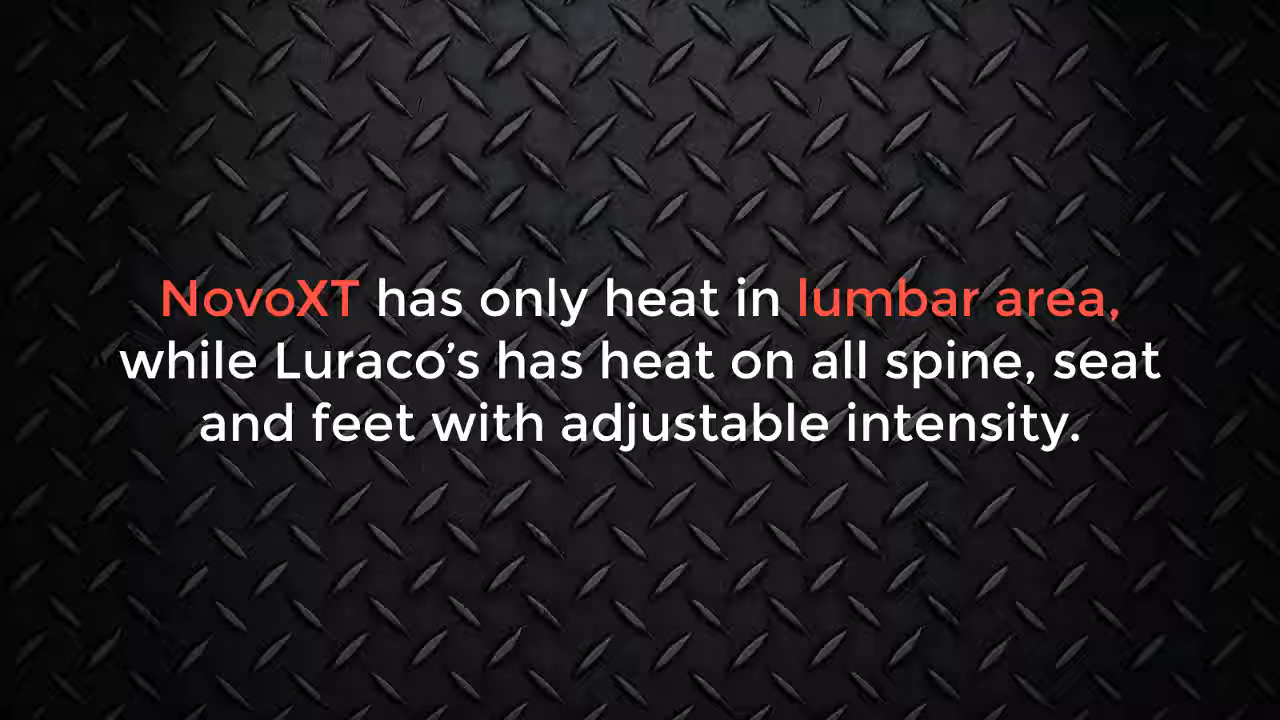 NovoXT has only heat in lumbar area,
while Luraco’s has heat on all spine, seat
and feet with adjustable intensity.